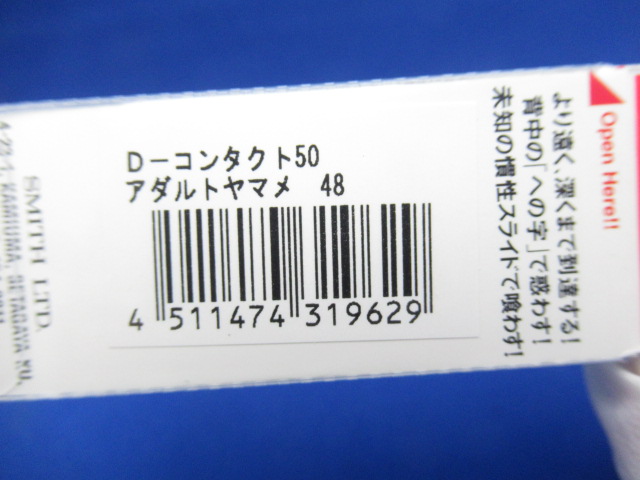 D-コンタクト50
アダルトヤマメ 48
4 511474 319629
より遠く、深くまで到達する!
背中の「への字」で惑わす!
未知の慣性スライドで喰わす!
Open Here!!
SMITH LTD.